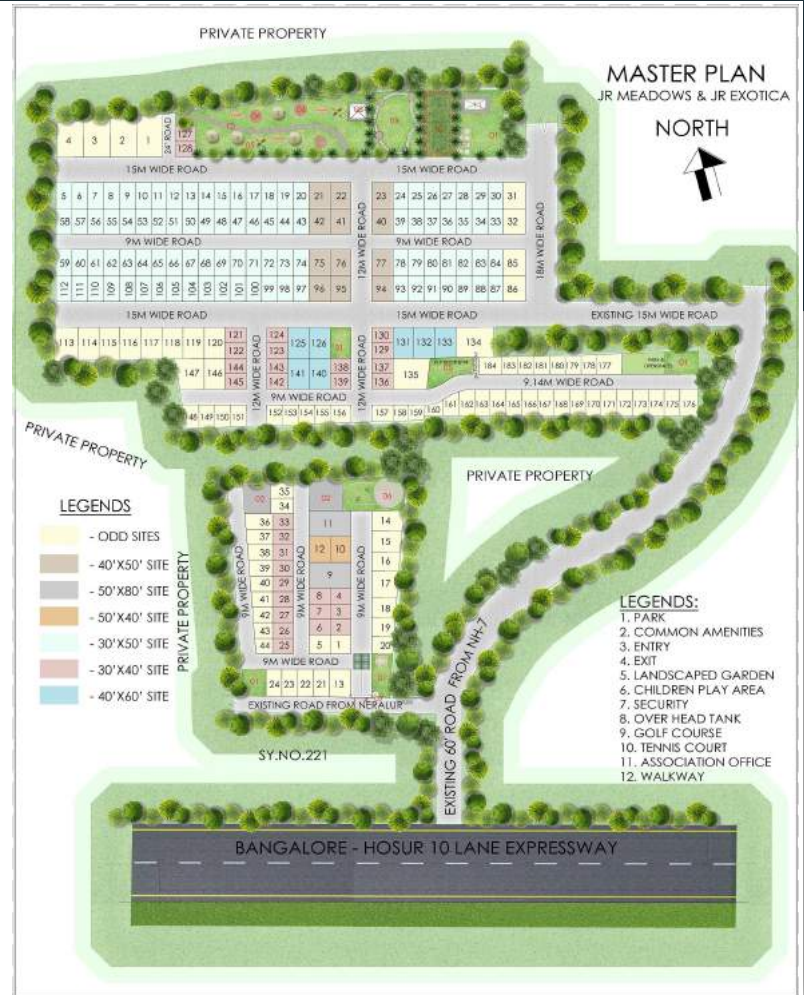 PRIVATE PROPERTY
MASTER PLAN
JR MEADOWS & JR EXOTICA
NORTH
4 3 2 1
24' ROAD
127
128
15M WIDE ROAD
15M WIDE ROAD
5 6 7 8 9 10 11 12 13 14 15 16 17 18 19 20 21 22
23 24 25 26 27 28 29 30 31
58 57 56 55 54 53 52 51 50 49 48 47 46 45 44 43 42 41
40 39 38 37 36 35 34 33 32
9M WIDE ROAD
12M WIDE ROAD
9M WIDE ROAD
18M WIDE ROAD
59 60 61 62 63 64 65 66 67 68 69 70 71 72 73 74 75 76
77 78 79 80 81 82 83 84 85
112 111 110 109 108 107 106 105 104 103 102 101 100 99 98 97 96 95
94 93 92 91 90 89 88 87 86
15M WIDE ROAD
15M WIDE ROAD
EXISTING 15M WIDE ROAD
113 114 115 116 117 118 119 120 121
122
124
123
125 126 01
130
129
131 132 133 134
147 146 144
145
12M WIDE ROAD
143
142
141 140 138
139
12M WIDE ROAD
137
136
135
184 183 182 181 180 179 178 177
01
9M WIDE ROAD
9.14M WIDE ROAD
148 149 150 151
152 153 154 155 156
157 158 159 160 161 162 163 164 165 166 167 168 169 170 171 172 173 174 175 176
PRIVATE PROPERTY
PRIVATE PROPERTY
LEGENDS
- ODD SITES
- 40'X50' SITE
- 50'X80' SITE
- 50'X40' SITE
- 30'X50' SITE
- 30'X40' SITE
- 40'X60' SITE
PRIVATE PROPERTY
02 35
34
02
06
36 33
37 32
38 31
39 30
40 29
41 28
42 27
43 26
44 25
11
12 10
9
8 4
7 3
6 2
5 1
14
15
16
17
18
19
20
9M WIDE ROAD
9M WIDE ROAD
9M WIDE ROAD
9M WIDE ROAD
01 24 23 22 21 13
EXISTING ROAD FROM NERALUR
SY.NO.221
EXISTING 60' ROAD FROM NH-7
LEGENDS:
1. PARK
2. COMMON AMENITIES
3. ENTRY
4. EXIT
5. LANDSCAPED GARDEN
6. CHILDREN PLAY AREA
7. SECURITY
8. OVER HEAD TANK
9. GOLF COURSE
10. TENNIS COURT
11. ASSOCIATION OFFICE
12. WALKWAY
BANGALORE - HOSUR 10 LANE EXPRESSWAY